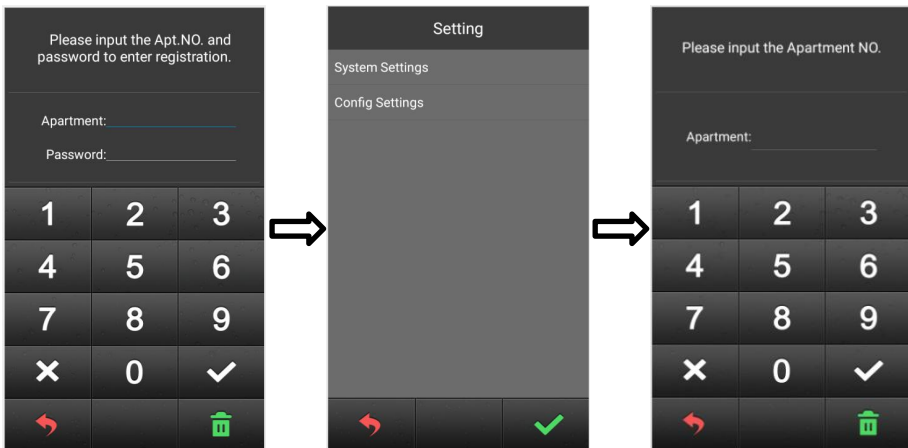 Please input the Apt.NO. and
password to enter registration.
Apartment:
Password:
1 2 3
4 5 6
7 8 9
0
Setting
System Settings
Config Settings
Please input the Apartment NO.
Apartment:
1 2 3
4 5 6
7 8 9
0